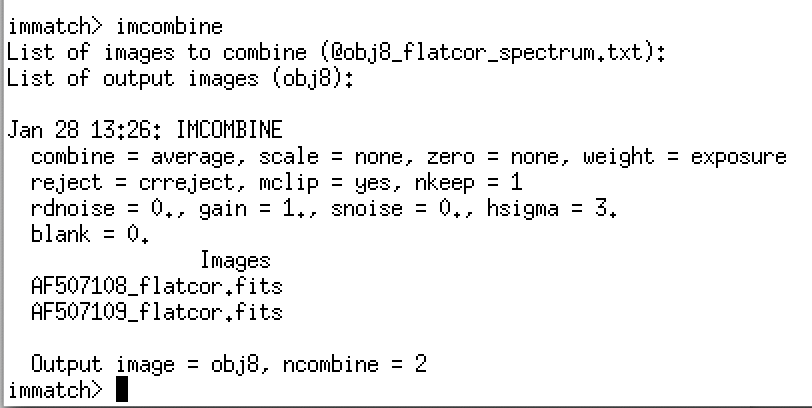 immatch> imcombine
List of images to combine (@obj8_flatcor_spectrum.txt):
List of output images (obj8):
Jan 28 13:26: IMCOMBINE
combine = average, scale = none, zero = none, weight = exposure
reject = crreject, mclip = yes, nkeep = 1
rdnoise = 0., gain = 1., snoise = 0., hsigma = 3.
blank = 0.
Images
AF507108_flatcor.fits
AF507109_flatcor.fits
Output image = obj8, ncombine = 2
immatch>